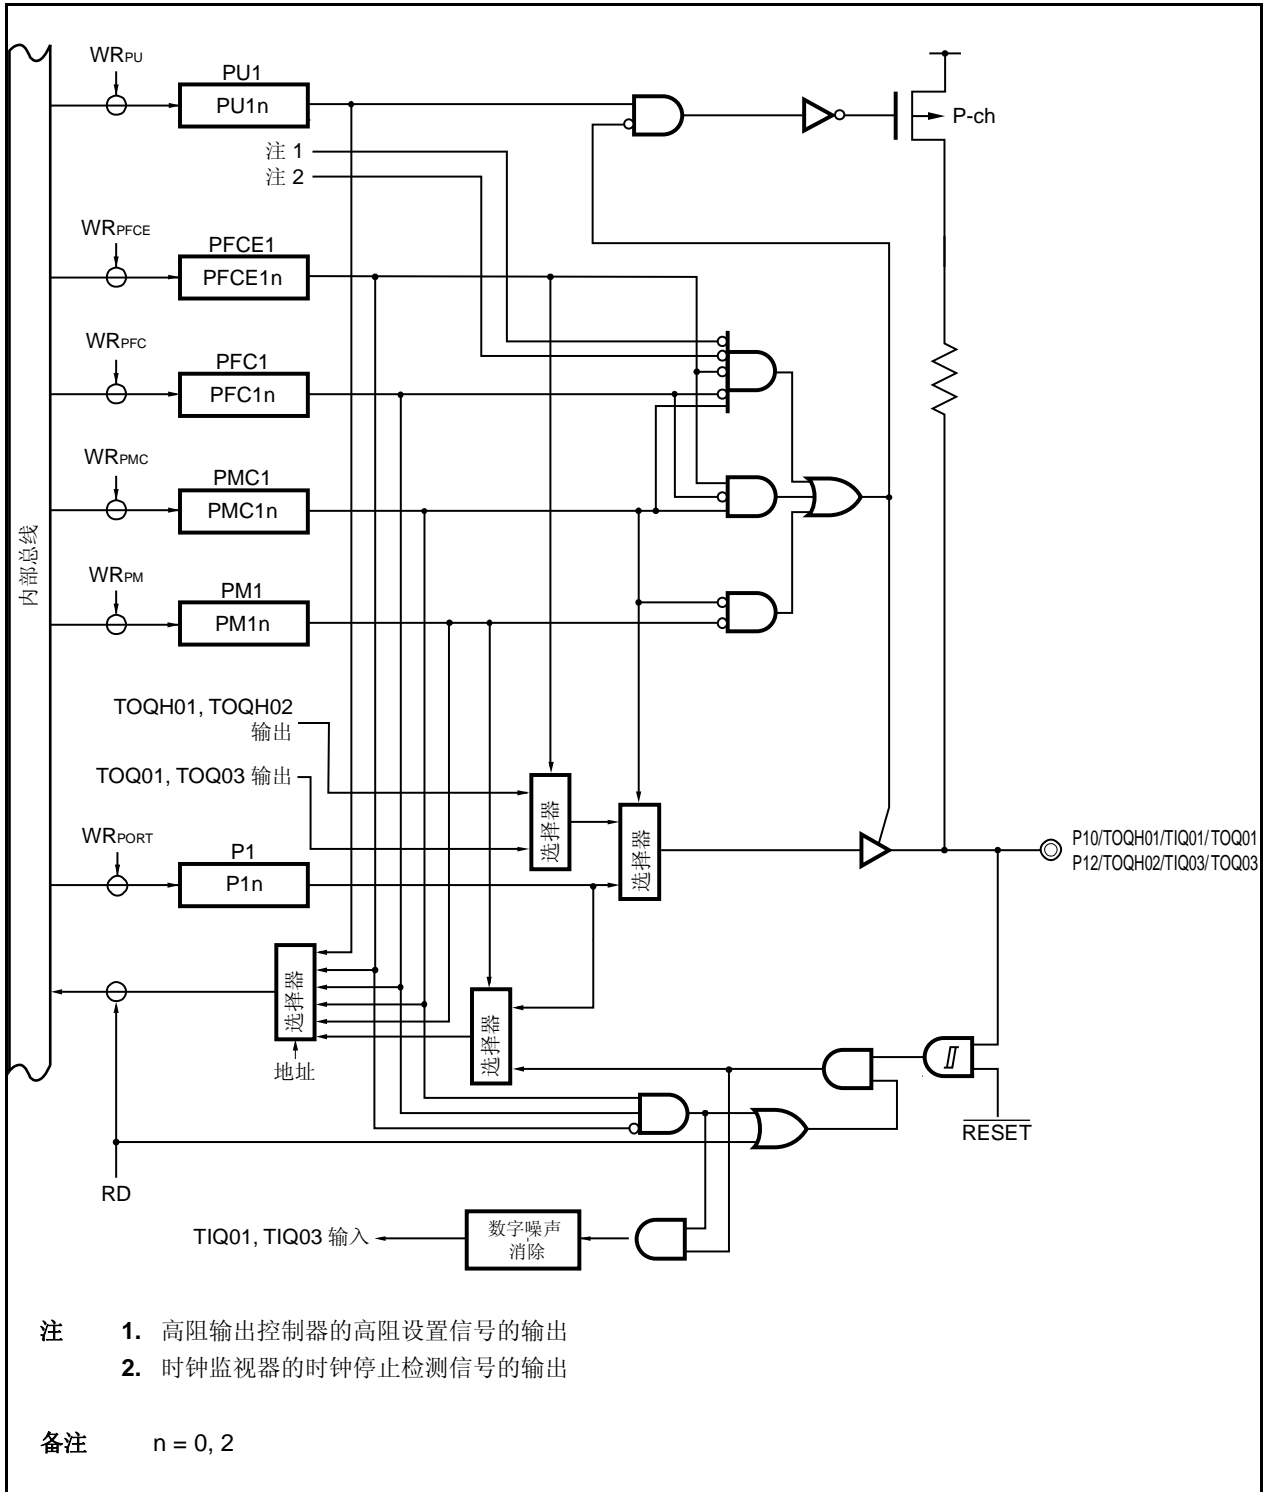 WRPU
PU1
PU1n
P-ch
注 1
注 2
WRPFCE
PFCE1
PFCE1n
WRPFC
PFC1
PFC1n
WRPMC
PMC1
PMC1n
内部总线
WRPM
PM1
PM1n
TOQH01, TOQH02
输出
TOQ01, TOQ03 输出
选择器
选择器
WRPORT
P1
P1n
P10/TOQH01/TIQ01/TOQ01
P12/TOQH02/TIQ03/TOQ03
选择器
选择器
地址
RESET
RD
TIQ01, TIQ03 输入
数字噪声
消除
注 1. 高阻输出控制器的高阻设置信号的输出
2. 时钟监视器的时钟停止检测信号的输出
备注 n = 0, 2